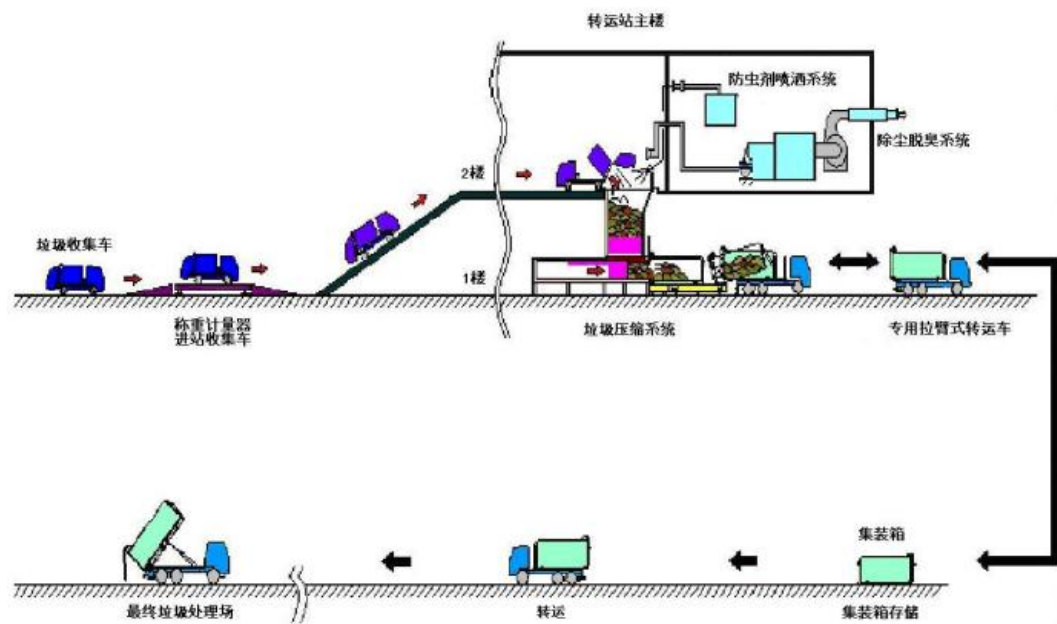 转运站主楼
防虫剂喷洒系统
除尘脱臭系统
2楼
垃圾收集车
1楼
称重计量器
进站收集车
垃圾压缩系统
专用拉臂式转运车
集装箱
最终垃圾处理场
转运
集装箱存储